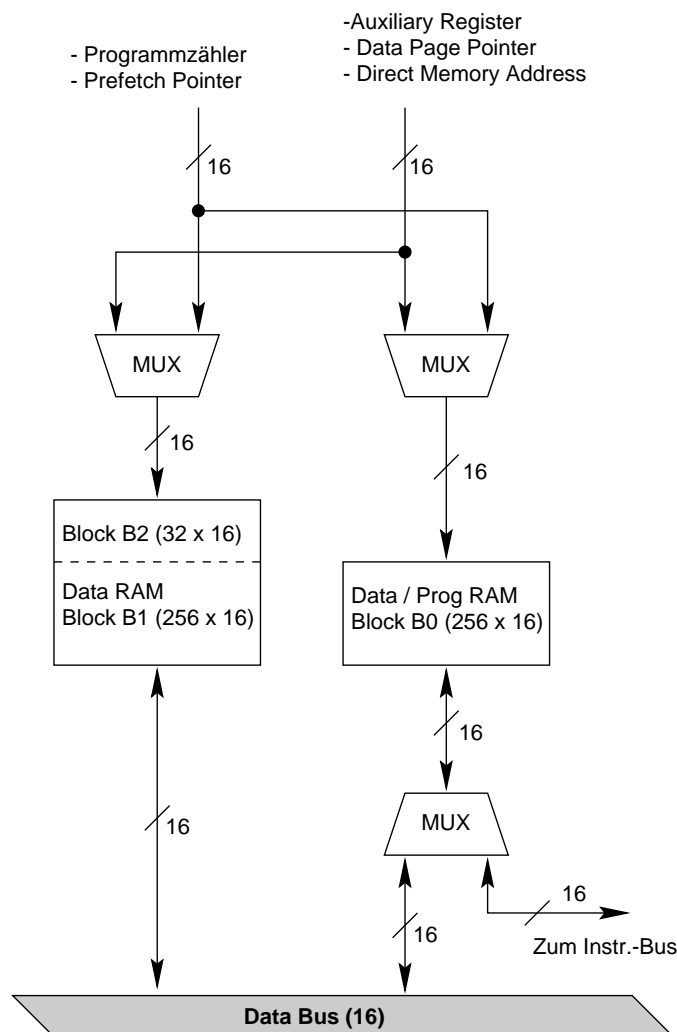 - Programmzähler
- Prefetch Pointer
-Auxiliary Register
- Data Page Pointer
- Direct Memory Address
16
16
MUX
MUX
16
16
Block B2 (32 x 16)
Data RAM
Block B1 (256 x 16)
Data / Prog RAM
Block B0 (256 x 16)
16
16
MUX
16
16
Zum Instr.-Bus
Data Bus (16)